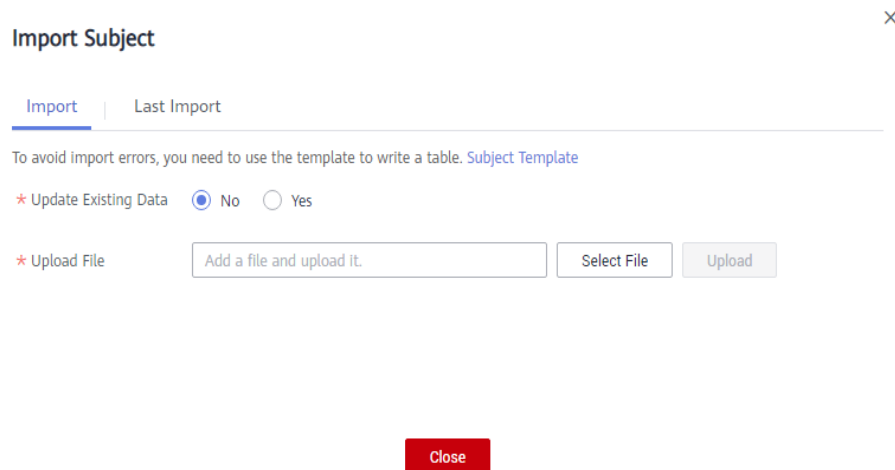 Import Subject
Import Last Import
To avoid import errors, you need to use the template to write a table. Subject Template
* Update Existing Data No Yes
* Upload File Add a file and upload it. Select File Upload
Close